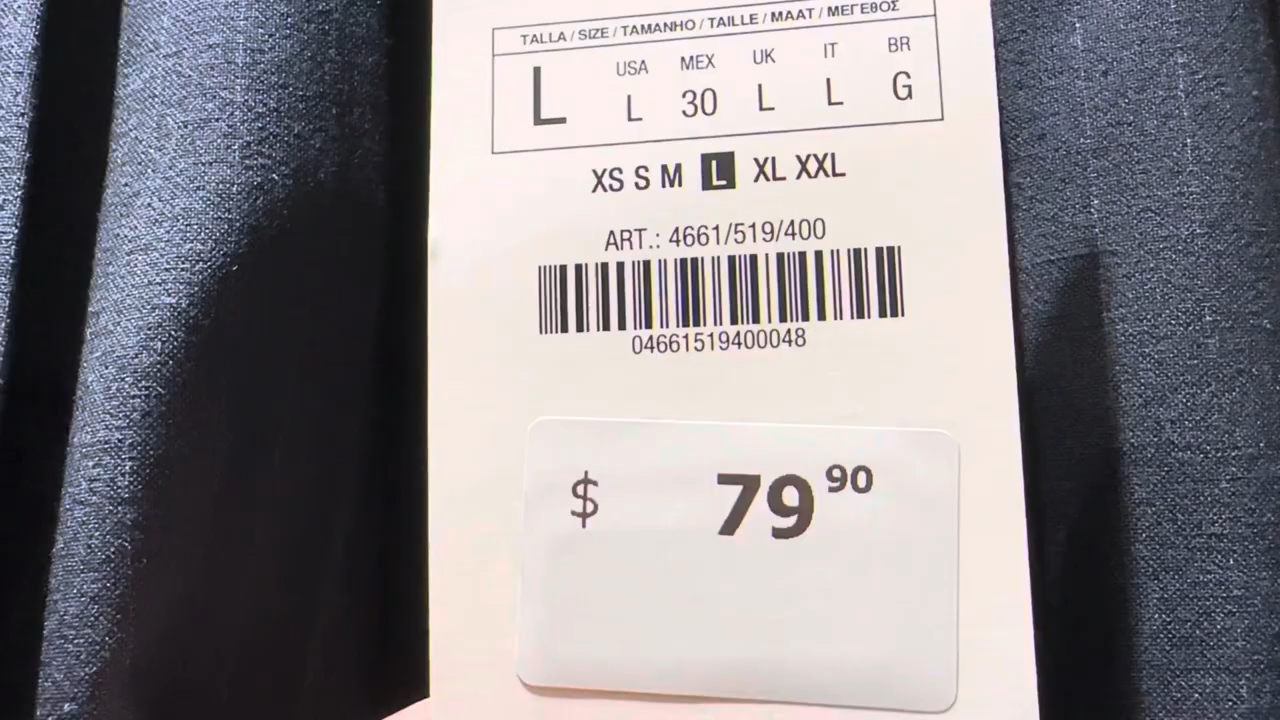 TALLA / SIZE / TAMANHO / TAILLE / MAAT / ΜΕΓΕΘΟΣ
USA MEX UK IT BR
L L 30 L L G
XS S M L XL XXL
ART.: 4661/519/400
04661519400048
$ 79 90